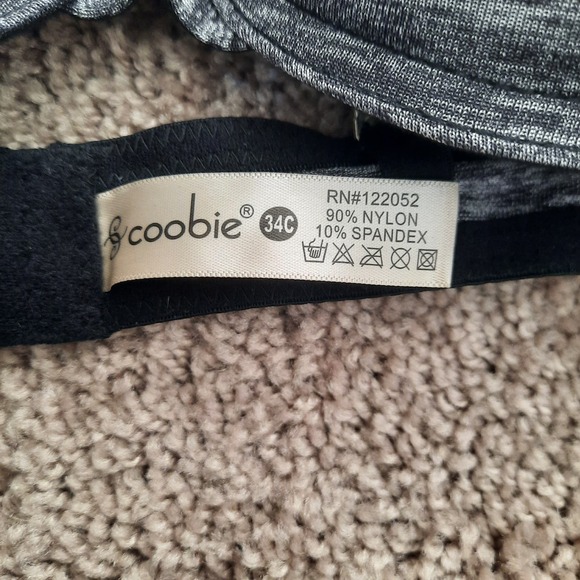 coobie® 34C
RN#122052
90% NYLON
10% SPANDEX